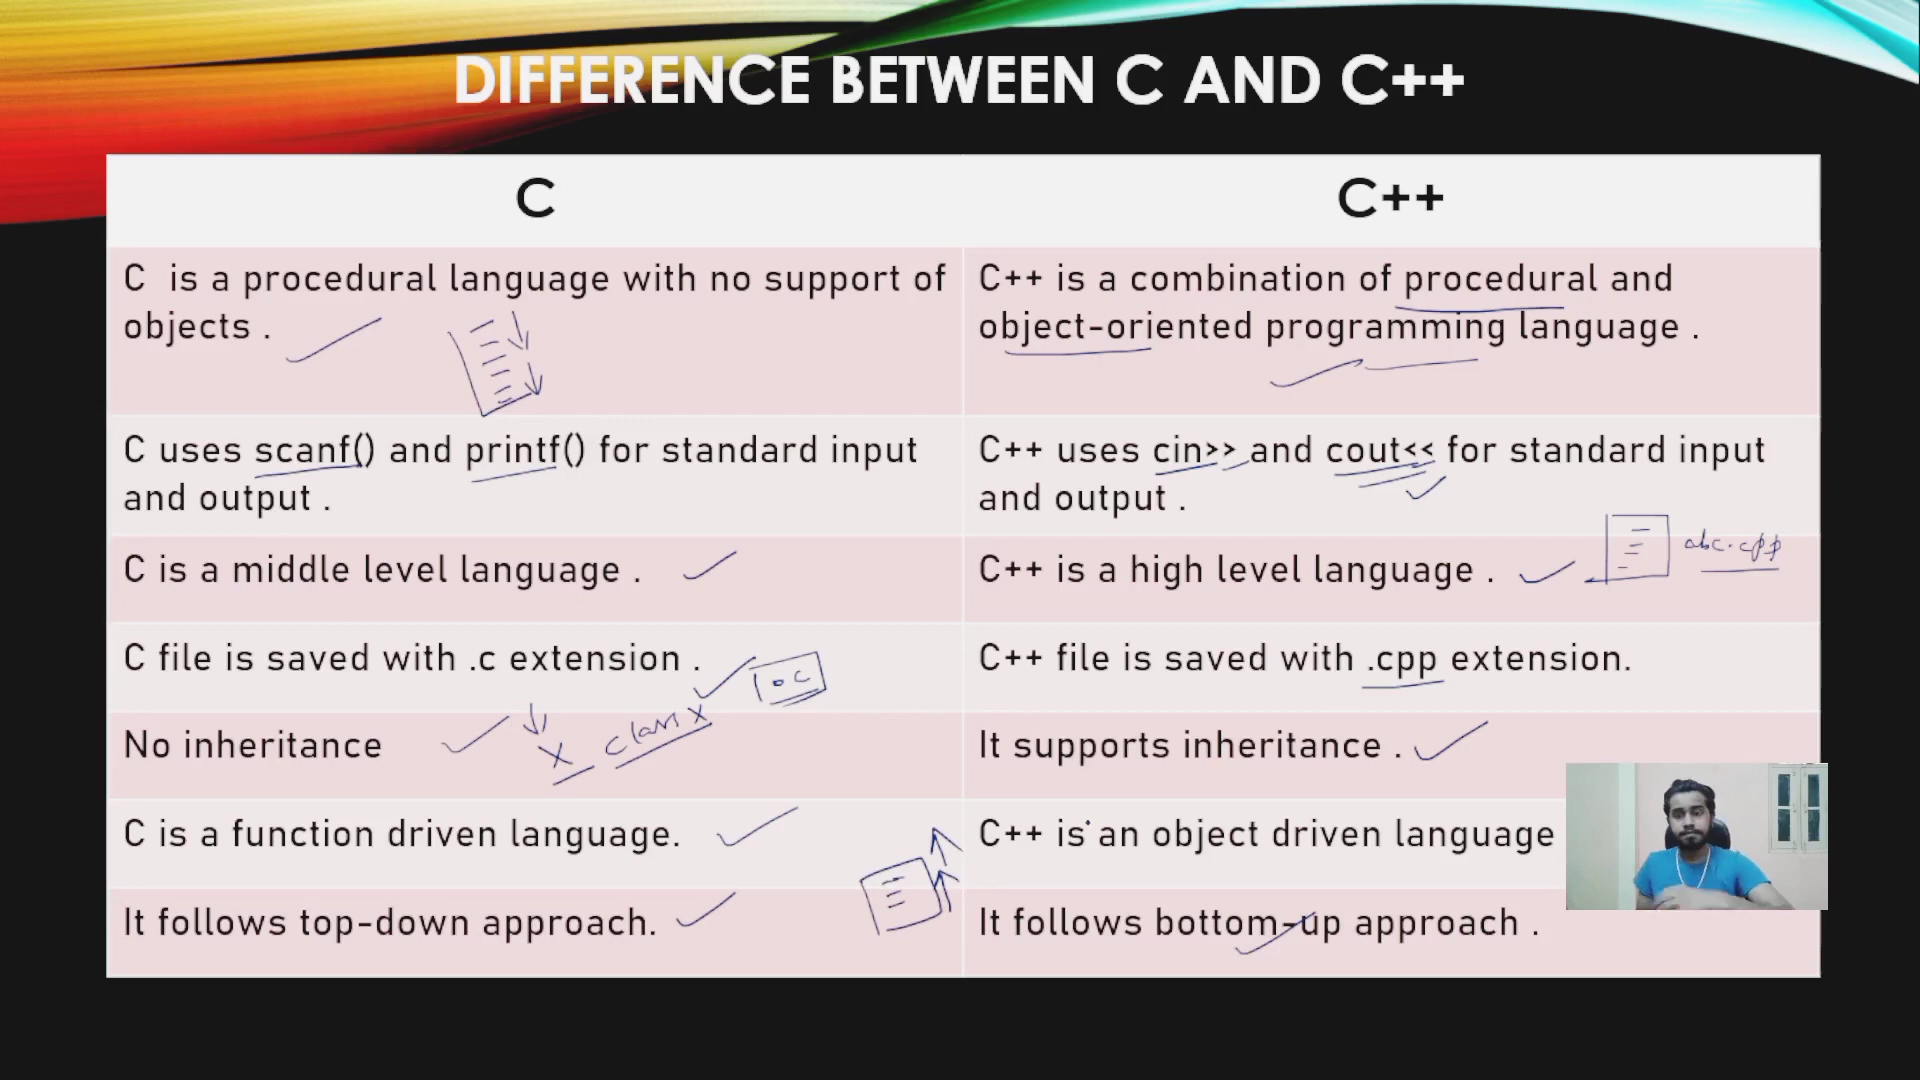 DIFFERENCE BETWEEN C AND C++
C
C++
C is a procedural language with no support of
objects .
C++ is a combination of procedural and
object-oriented programming language .
C uses scanf() and printf() for standard input
and output .
C++ uses cin>> and cout<< for standard input
and output .
C is a middle level language .
C++ is a high level language .
abc.cpp
C file is saved with .c extension .
C++ file is saved with .cpp extension.
No inheritance
X class X
It supports inheritance .
C is a function driven language.
C++ is an object driven language
It follows top-down approach.
It follows bottom-up approach .